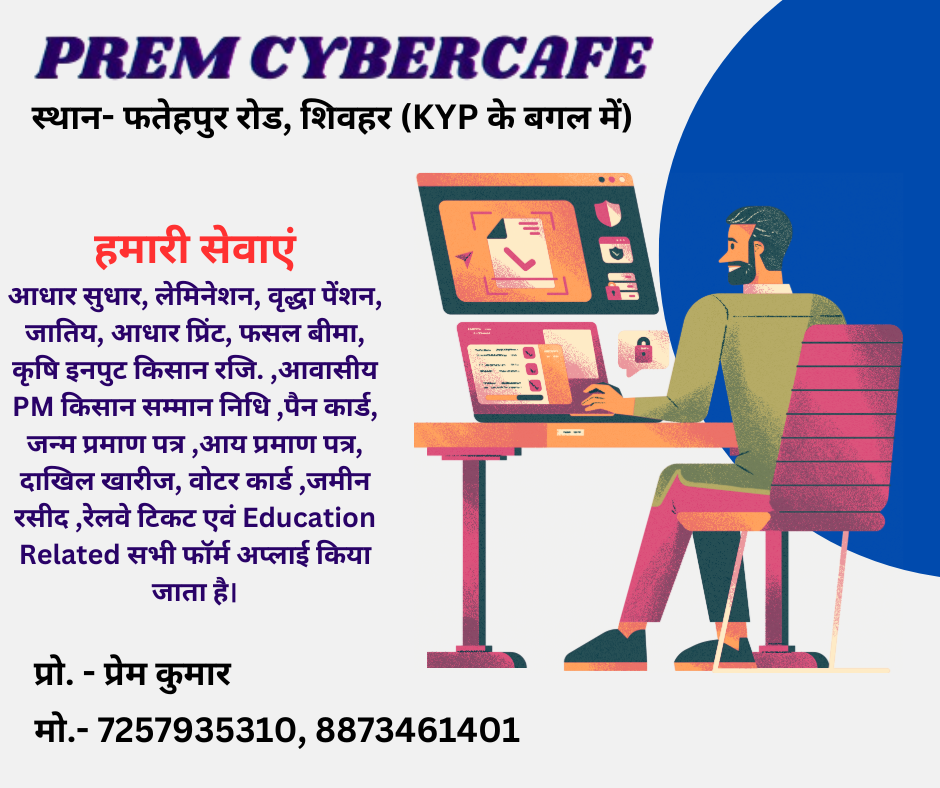 PREM CYBERCAFE
स्थान- फतेहपुर रोड, शिवहर (KYP के बगल में)
हमारी सेवाएं
आधार सुधार, लेमिनेशन, वृद्धा पेंशन,
जातिय, आधार प्रिंट, फसल बीमा,
कृषि इनपुट किसान रजि. ,आवासीय
PM किसान सम्मान निधि ,पैन कार्ड,
जन्म प्रमाण पत्र ,आय प्रमाण पत्र,
दाखिल खारीज, वोटर कार्ड ,जमीन
रसीद ,रेलवे टिकट एवं Education
Related सभी फॉर्म अप्लाई किया
जाता है।
प्रो. - प्रेम कुमार
मो.- 7257935310, 8873461401